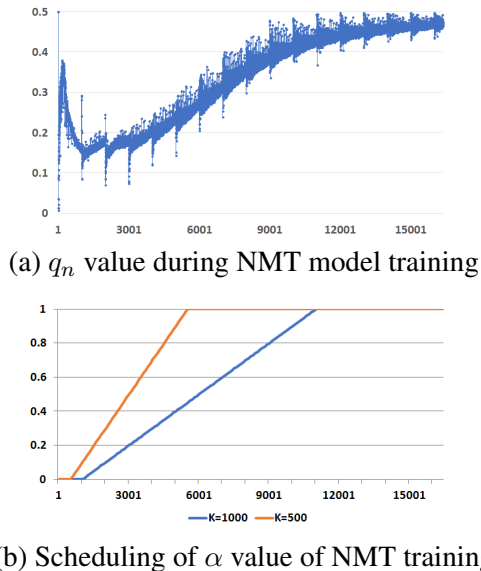 0.5
0.4
0.3
0.2
0.1
0
1 3001 6001 9001 12001 15001
(a) qₙ value during NMT model training
1
0.8
0.6
0.4
0.2
0
1 3001 6001 9001 12001 15001
K=1000 K=500
(b) Scheduling of α value of NMT training